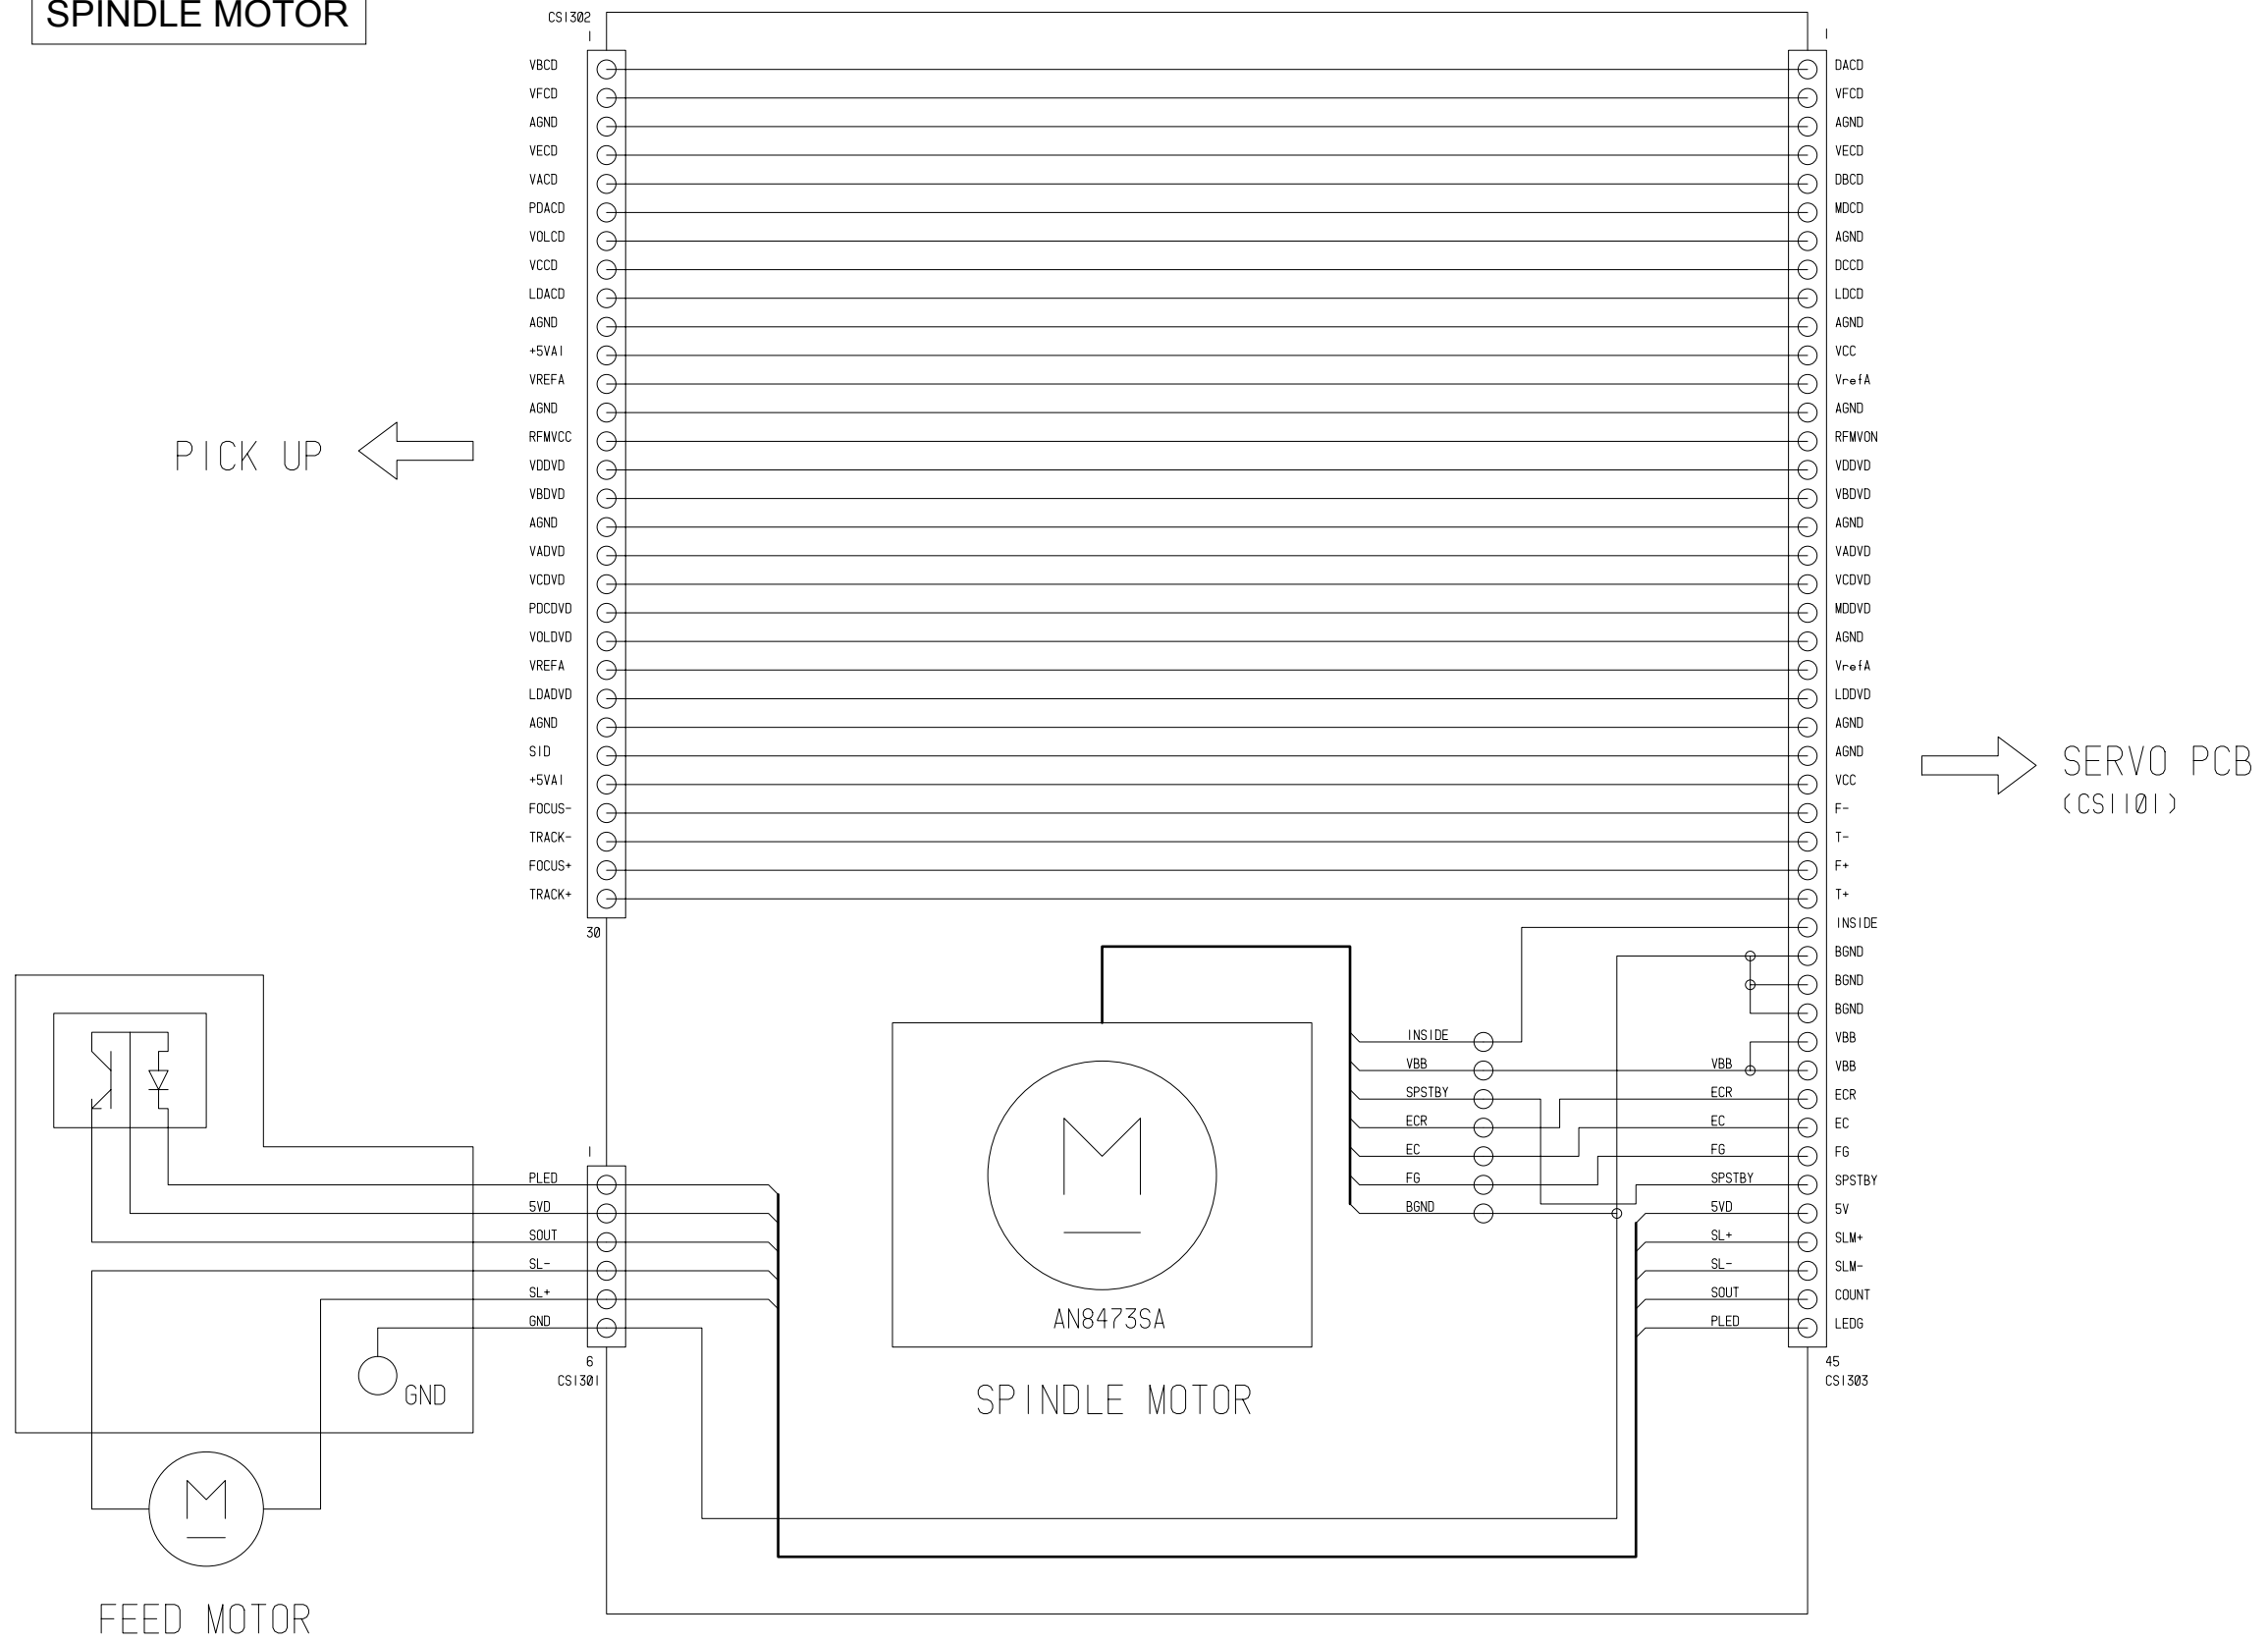 SPINDLE MOTOR
CS1302
1
VBCD
VFCD
AGND
VECD
VACD
PDACD
VOLCD
VCCD
LDACD
AGND
+5VA1
VREFA
AGND
RFMVCC
VDDVD
VBDVD
AGND
VADVD
VCDVD
PDCDVD
VOLDVD
VREFA
LDADVD
AGND
SID
+5VA1
FOCUS-
TRACK-
FOCUS+
TRACK+
30
PICK UP
1
DACD
VFCD
AGND
VECD
DBCD
MDCD
AGND
DCCD
LDCD
AGND
VCC
VrefA
AGND
RFMVON
VDDVD
VBDVD
AGND
VADVD
VCDVD
MDDVD
AGND
VrefA
LDDVD
AGND
AGND
VCC
F-
T-
F+
T+
INSIDE
BGND
BGND
BGND
VBB
VBB
ECR
EC
FG
SPSTBY
5V
SLM+
SLM-
COUNT
LEDG
45
CS1303
SERVO PCB
(CS1101)
INSIDE
VBB
SPSTBY
ECR
EC
FG
BGND
VBB
ECR
EC
FG
SPSTBY
5VD
SL+
SL-
SOUT
PLED
1
PLED
5VD
SOUT
SL-
SL+
GND
6
CS1301
GND
M
AN8473SA
SPINDLE MOTOR
M
FEED MOTOR